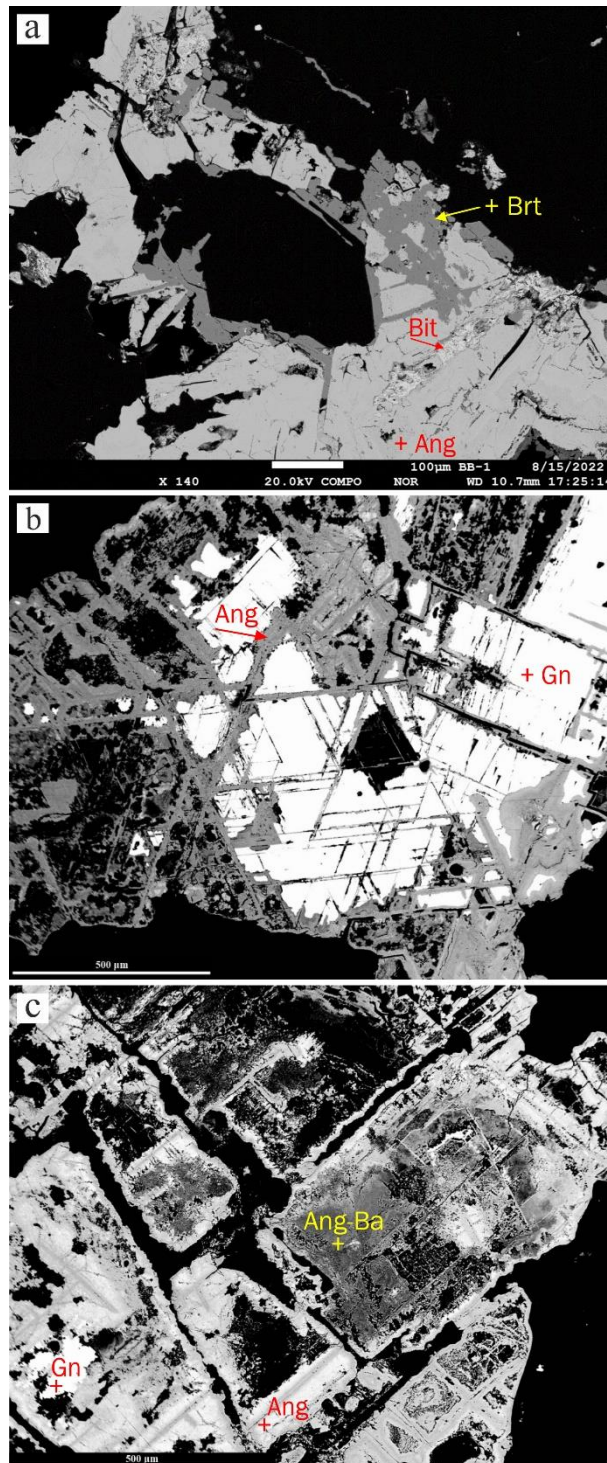 a
+ Brt
Bit
+ Ang
100µm BB-1 8/15/2022
X 140 20.0kV COMPO NOR WD 10.7mm 17:25:14
b
Ang
+ Gn
500 µm
c
Ang-Ba
+
Gn
+
Ang
+
500 µm